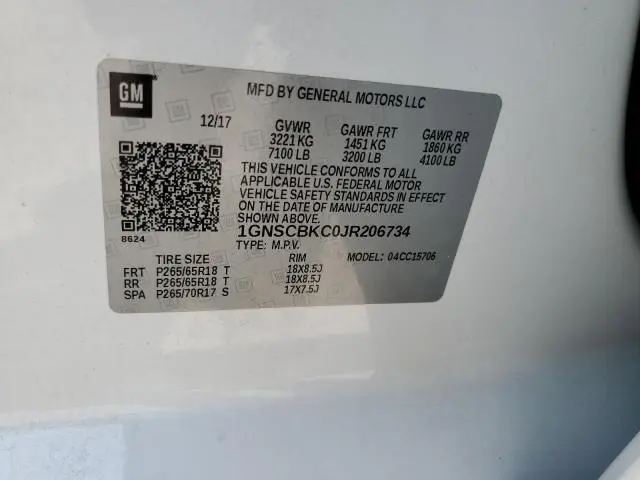 GM
MFD BY GENERAL MOTORS LLC
12/17 GVWR GAWR FRT GAWR RR
3221 KG 1451 KG 1860 KG
7100 LB 3200 LB 4100 LB
THIS VEHICLE CONFORMS TO ALL
APPLICABLE U.S. FEDERAL MOTOR
VEHICLE SAFETY STANDARDS IN EFFECT
ON THE DATE OF MANUFACTURE
SHOWN ABOVE.
8624
1GNSCBKC0JR206734
TYPE: M.P.V. MODEL: 04CC15706
TIRE SIZE RIM
FRT P265/65R18 T 18X8.5J
RR P265/65R18 T 18X8.5J
SPA P265/70R17 S 17X7.5J